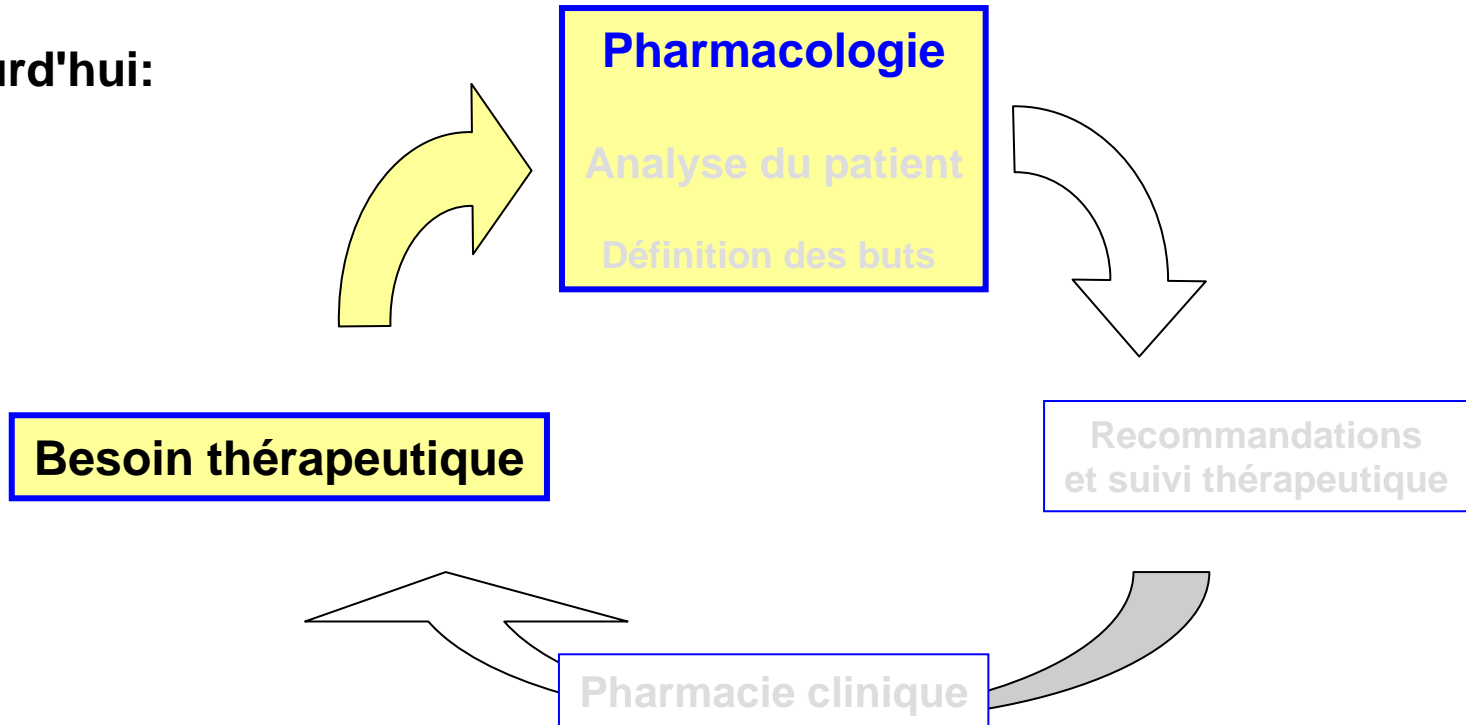 urd'hui:
Pharmacologie
Analyse du patient
Définition des buts
Besoin thérapeutique
Recommandations
et suivi thérapeutique
Pharmacie clinique